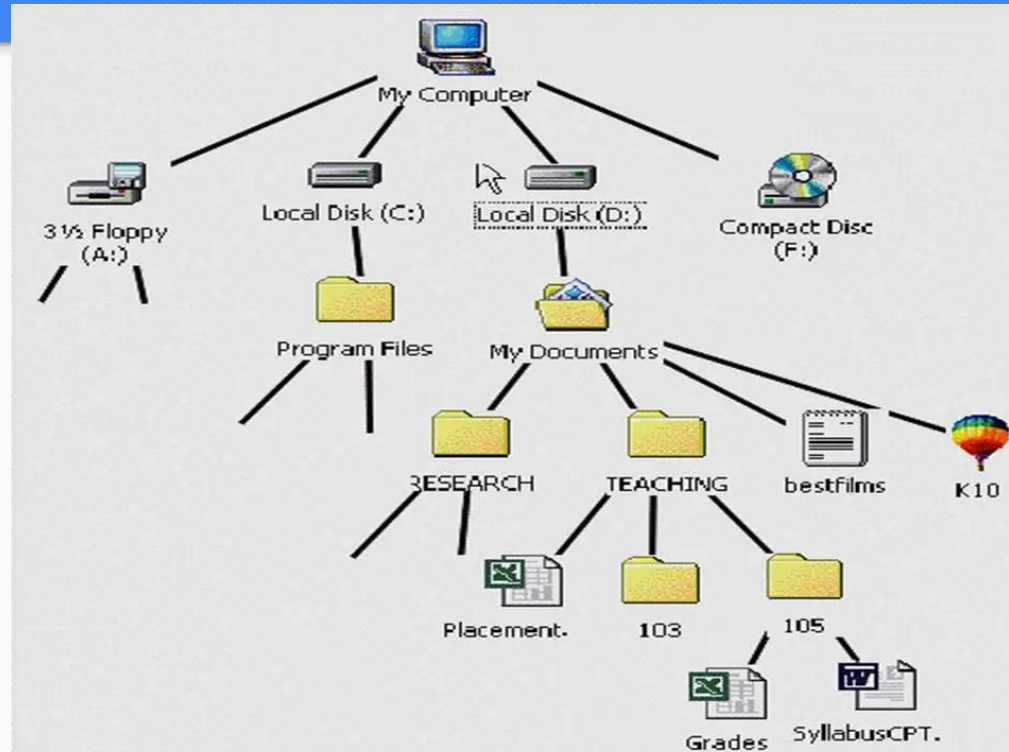 My Computer
3½ Floppy
(A:)
Local Disk (C:)
Local Disk (D:)
Compact Disc
(F:)
Program Files
My Documents
RESEARCH
TEACHING
bestfilms
K10
Placement.
103
105
Grades
SyllabusCPT.